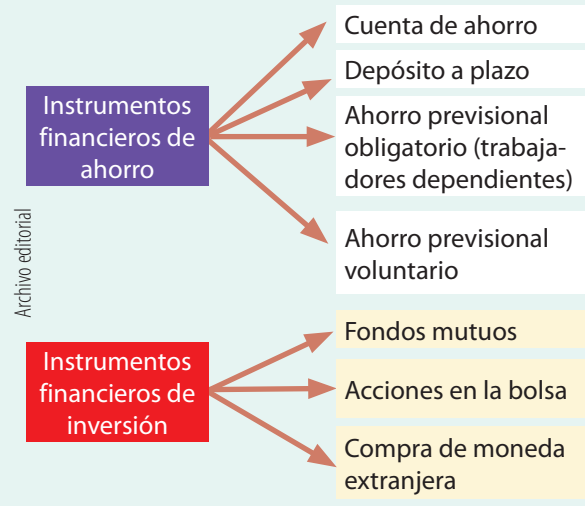 Instrumentos
financieros de
ahorro
Cuenta de ahorro
Depósito a plazo
Ahorro previsional
obligatorio (trabaja-
dores dependientes)
Ahorro previsional
voluntario
Archivo editorial
Instrumentos
financieros de
inversión
Fondos mutuos
Acciones en la bolsa
Compra de moneda
extranjera